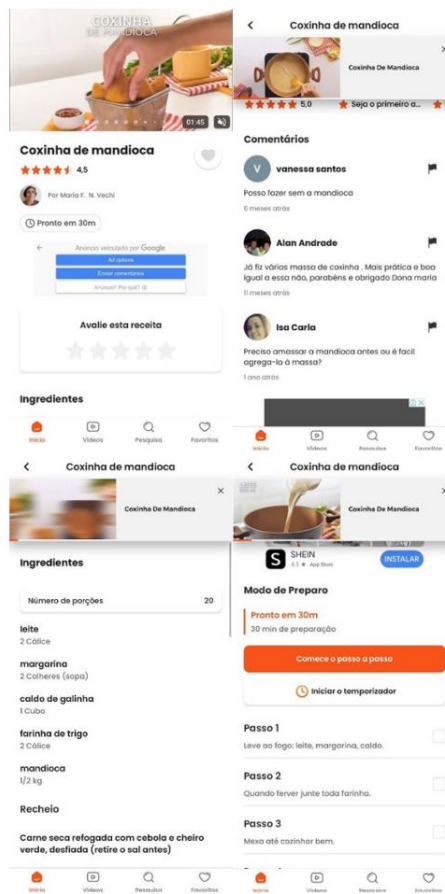 COXINHA
DE MANDIOCA
01:45
Coxinha de mandioca
4,5
Por Maria F. N. Vechi
Pronto em 30m
Anúncio veiculado por Google
Ad options
Enviar comentários
Anúncio? Por quê?
Avalie esta receita
Ingredientes
Início
Vídeos
Pesquisa
Favoritos
Coxinha de mandioca
Coxinha De Mandioca
5,0
Seja o primeiro a...
Comentários
V
vanessa santos
Posso fazer sem a mandioca
6 meses atrás
Alan Andrade
Já fiz várias massa de coxinha . Mais prática e boa
igual a essa não, parabéns e obrigado Dona maria
11 meses atrás
Isa Carla
Preciso amassar a mandioca antes ou é facil
agrega-la à massa?
1 ano atrás
Início
Vídeos
Pesquisa
Favoritos
Coxinha de mandioca
Coxinha De Mandioca
Ingredientes
Número de porções 20
leite
2 Cálice
margarina
2 Colheres (sopa)
caldo de galinha
1 Cubo
farinha de trigo
2 Cálice
mandioca
1/2 kg
Recheio
Carne seca refogada com cebola e cheiro
verde, desfiada (retire o sal antes)
Início
Vídeos
Pesquisa
Favoritos
Coxinha de mandioca
LEITE
Coxinha De Mandioca
S
SHEIN
4,5 ★ App Store
INSTALAR
Modo de Preparo
Pronto em 30m
30 min de preparação
Comece o passo a passo
Iniciar o temporizador
Passo 1
Leve ao fogo: leite, margarina, caldo.
Passo 2
Quando ferver junte toda farinha.
Passo 3
Mexa até cozinhar bem.
Início
Vídeos
Pesquisa
Favoritos